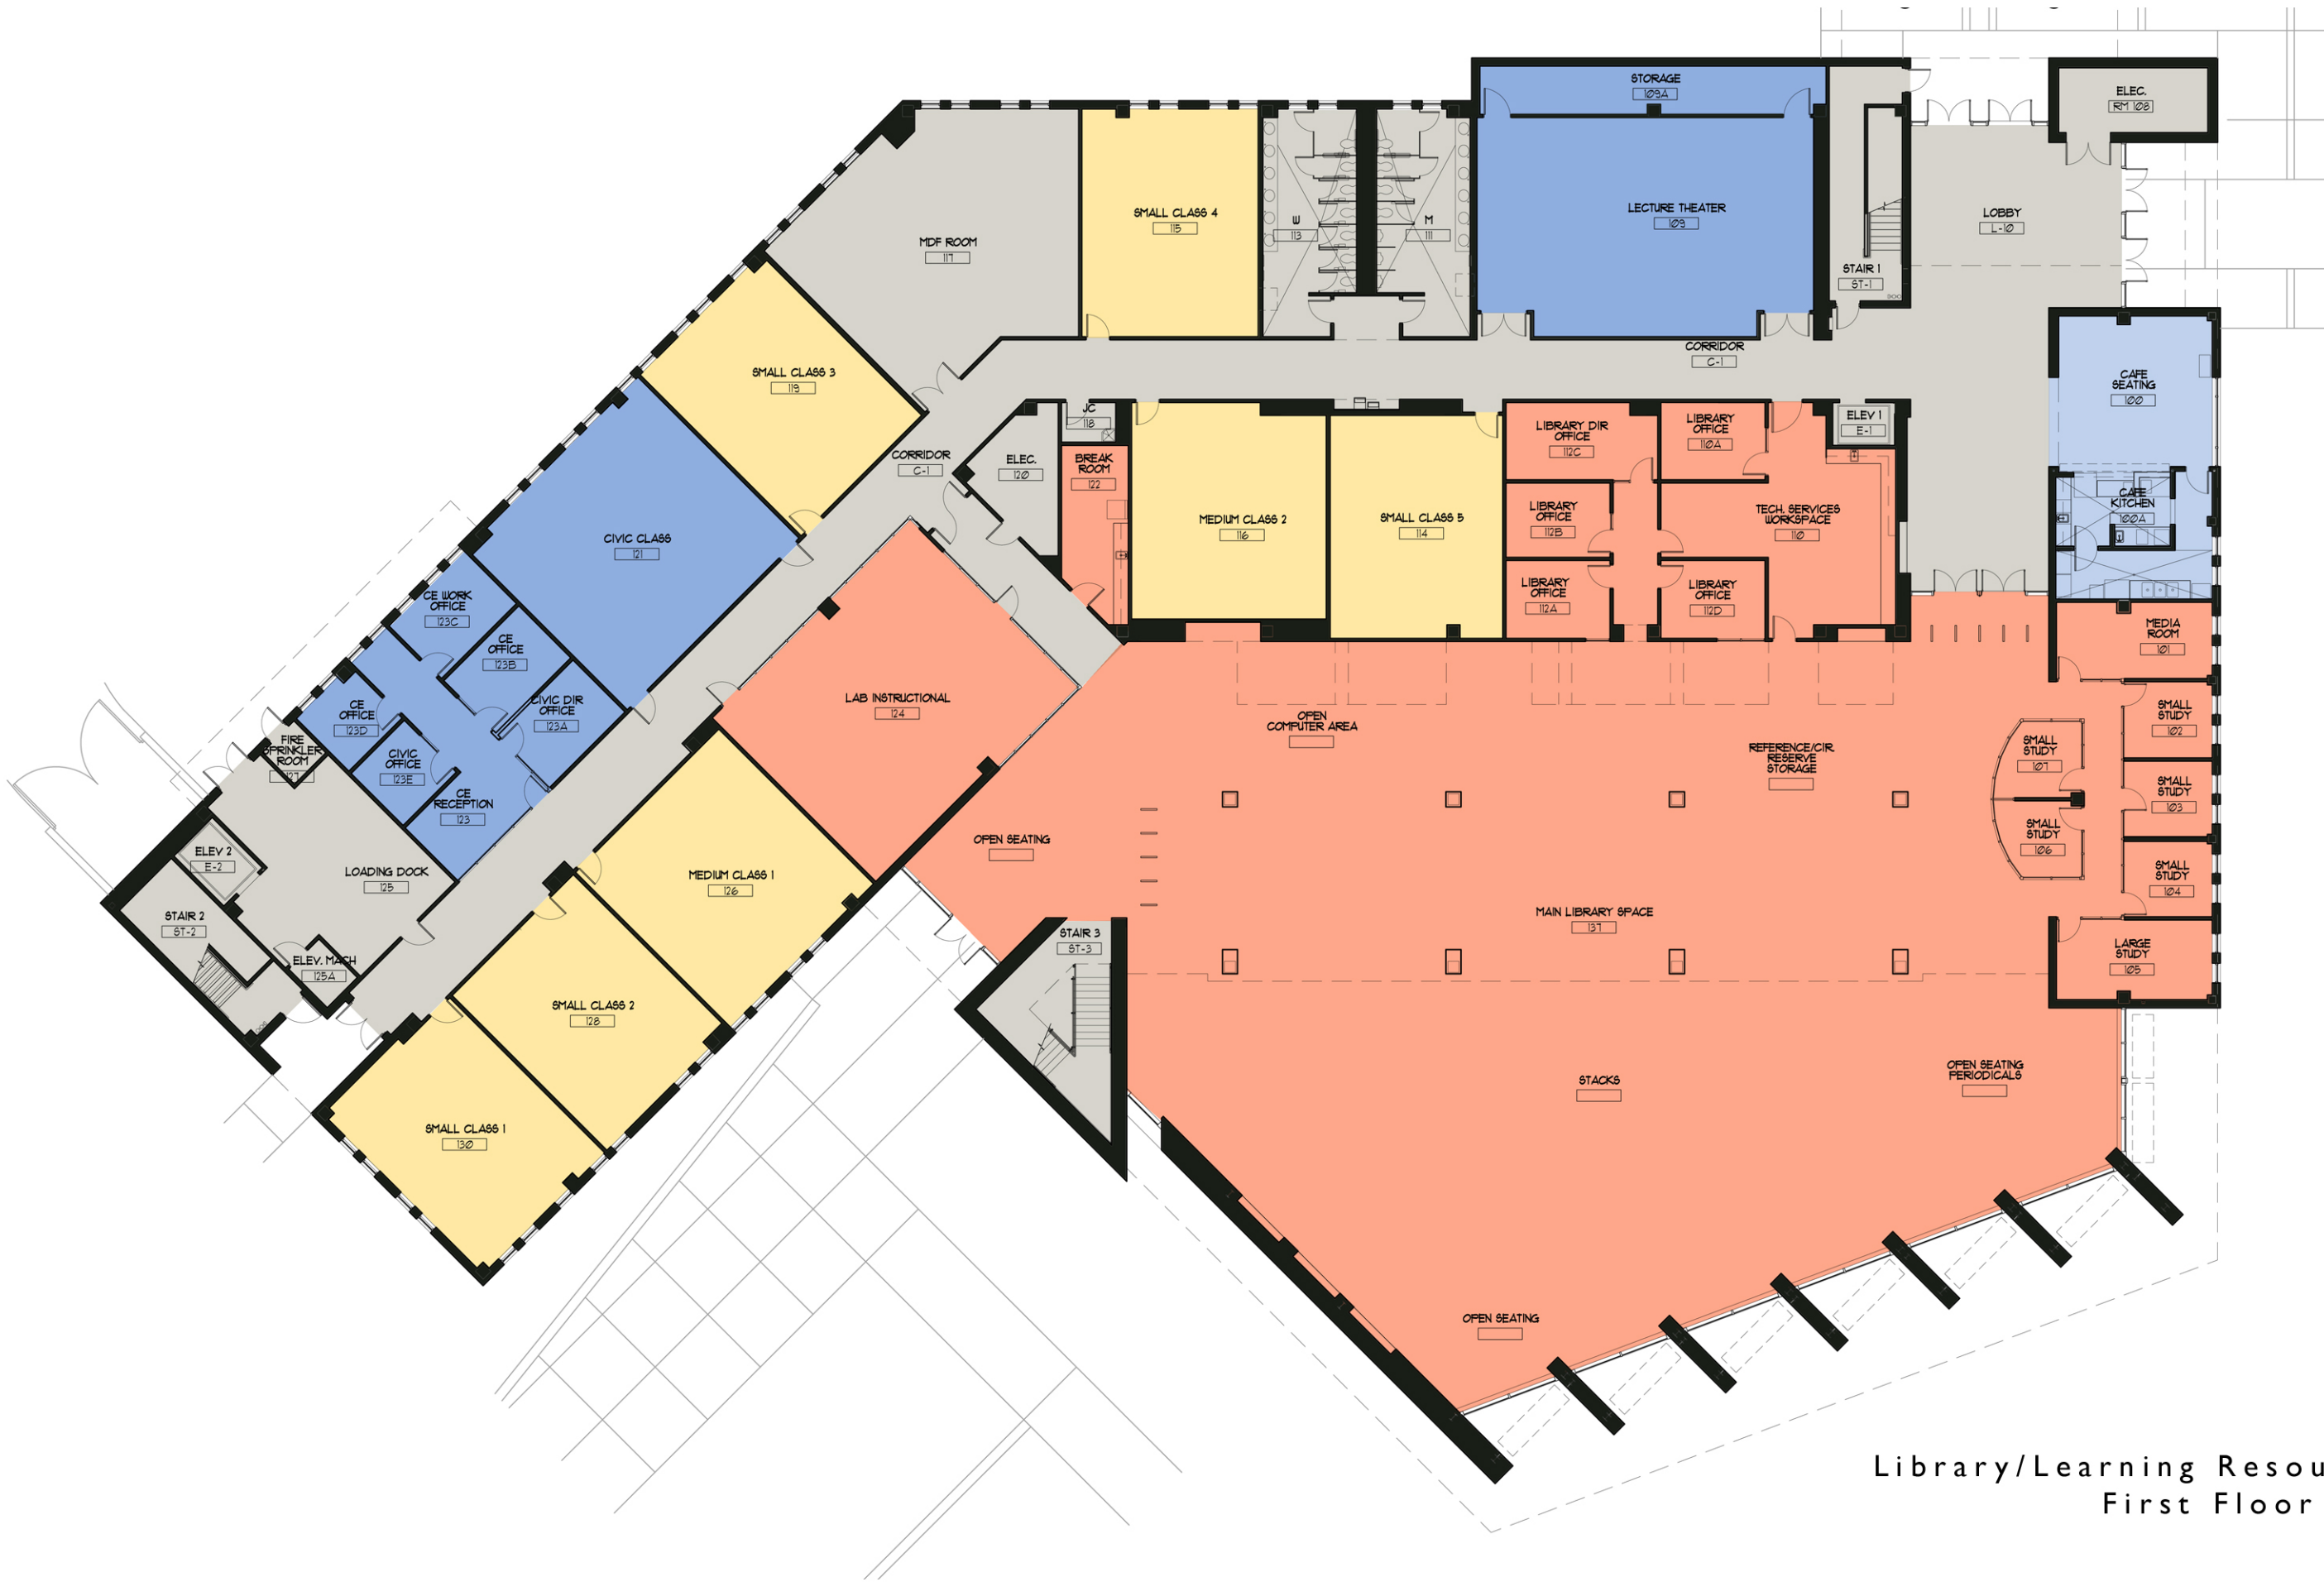 STORAGE
109A
ELEC.
RM 108
LECTURE THEATER
109
LOBBY
L-10
SMALL CLASS 4
115
W
113
M
111
MDF ROOM
117
STAIR 1
ST-1
CORRIDOR
C-1
SMALL CLASS 3
119
CAFE
SEATING
100
JC
118
LIBRARY DIR
OFFICE
112C
LIBRARY
OFFICE
110A
ELEV 1
E-1
CORRIDOR
C-1
ELEC.
120
BREAK
ROOM
122
CAFE
KITCHEN
100A
CIVIC CLASS
121
MEDIUM CLASS 2
116
SMALL CLASS 5
114
LIBRARY
OFFICE
112B
TECH. SERVICES
WORKSPACE
110
CE WORK
OFFICE
123C
LIBRARY
OFFICE
112A
LIBRARY
OFFICE
112D
CE
OFFICE
123B
MEDIA
ROOM
101
CIVIC DIR
OFFICE
123A
LAB INSTRUCTIONAL
124
CE
OFFICE
123D
OPEN
COMPUTER AREA
SMALL
STUDY
102
FIRE
SPRINKLER
ROOM
127
CIVIC
OFFICE
123E
REFERENCE/CIR.
RESERVE
STORAGE
SMALL
STUDY
107
CE
RECEPTION
123
SMALL
STUDY
103
SMALL
STUDY
106
OPEN SEATING
ELEV 2
E-2
LOADING DOCK
125
MEDIUM CLASS 1
126
SMALL
STUDY
104
STAIR 2
ST-2
STAIR 3
ST-3
MAIN LIBRARY SPACE
137
LARGE
STUDY
105
ELEV. MACH
125A
SMALL CLASS 2
128
STACKS
OPEN SEATING
PERIODICALS
SMALL CLASS 1
130
OPEN SEATING
Library/Learning Resou
First Floor